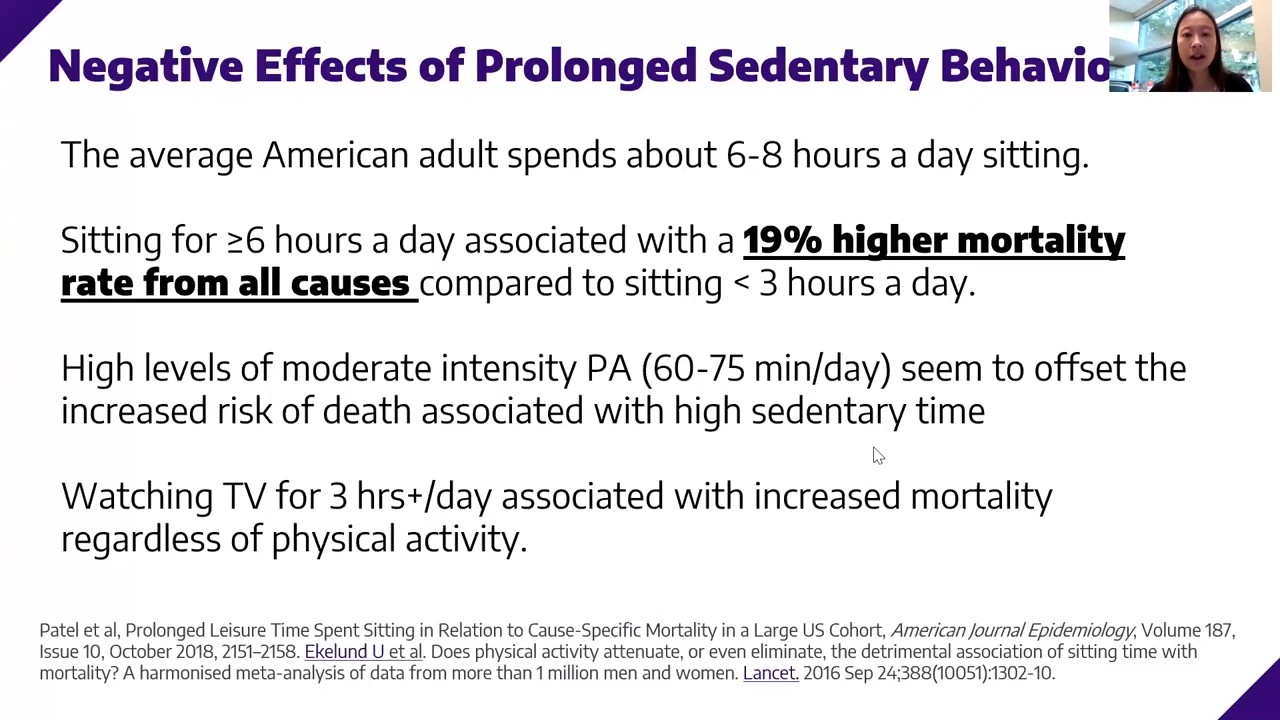 Negative Effects of Prolonged Sedentary Behavio
The average American adult spends about 6-8 hours a day sitting.
Sitting for ≥6 hours a day associated with a 19% higher mortality
rate from all causes compared to sitting < 3 hours a day.
High levels of moderate intensity PA (60-75 min/day) seem to offset the
increased risk of death associated with high sedentary time
Watching TV for 3 hrs+/day associated with increased mortality
regardless of physical activity.
Patel et al, Prolonged Leisure Time Spent Sitting in Relation to Cause-Specific Mortality in a Large US Cohort, American Journal Epidemiology, Volume 187,
Issue 10, October 2018, 2151–2158. Ekelund U et al. Does physical activity attenuate, or even eliminate, the detrimental association of sitting time with
mortality? A harmonised meta-analysis of data from more than 1 million men and women. Lancet. 2016 Sep 24;388(10051):1302-10.